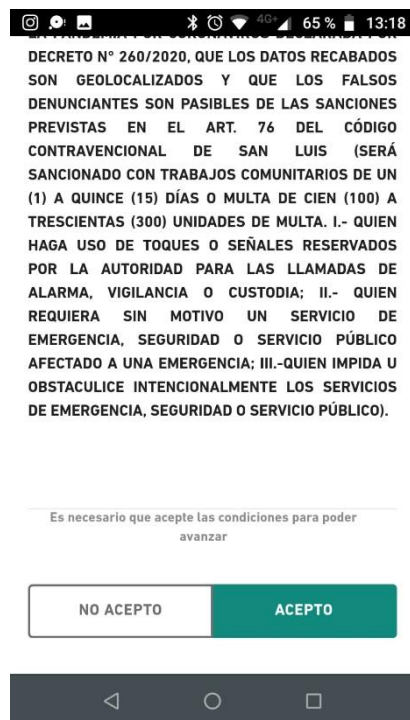 4G+ 65 % 13:18
DECRETO N° 260/2020, QUE LOS DATOS RECABADOS
SON GEOLOCALIZADOS Y QUE LOS FALSOS
DENUNCIANTES SON PASIBLES DE LAS SANCIONES
PREVISTAS EN EL ART. 76 DEL CÓDIGO
CONTRAVENCIONAL DE SAN LUIS (SERÁ
SANCIONADO CON TRABAJOS COMUNITARIOS DE UN
(1) A QUINCE (15) DÍAS O MULTA DE CIEN (100) A
TRESCIENTAS (300) UNIDADES DE MULTA. I.- QUIEN
HAGA USO DE TOQUES O SEÑALES RESERVADOS
POR LA AUTORIDAD PARA LAS LLAMADAS DE
ALARMA, VIGILANCIA O CUSTODIA; II.- QUIEN
REQUIERA SIN MOTIVO UN SERVICIO DE
EMERGENCIA, SEGURIDAD O SERVICIO PÚBLICO
AFECTADO A UNA EMERGENCIA; III.-QUIEN IMPIDA U
OBSTACULICE INTENCIONALMENTE LOS SERVICIOS
DE EMERGENCIA, SEGURIDAD O SERVICIO PÚBLICO).
Es necesario que acepte las condiciones para poder
avanzar
NO ACEPTO
ACEPTO